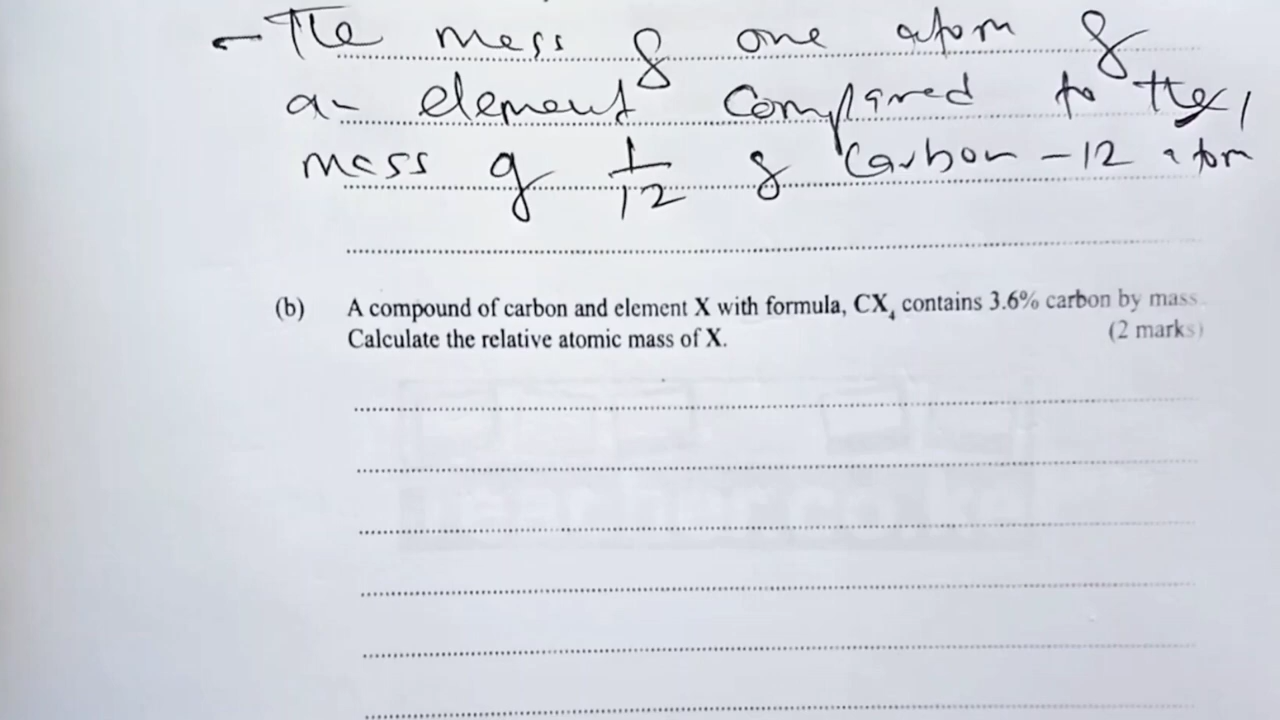 - The mass of one atom of
an element compared to the
mass of 1/12 of Carbon-12 atom
(b) A compound of carbon and element X with formula, CX₄ contains 3.6% carbon by mass.
Calculate the relative atomic mass of X. (2 marks)